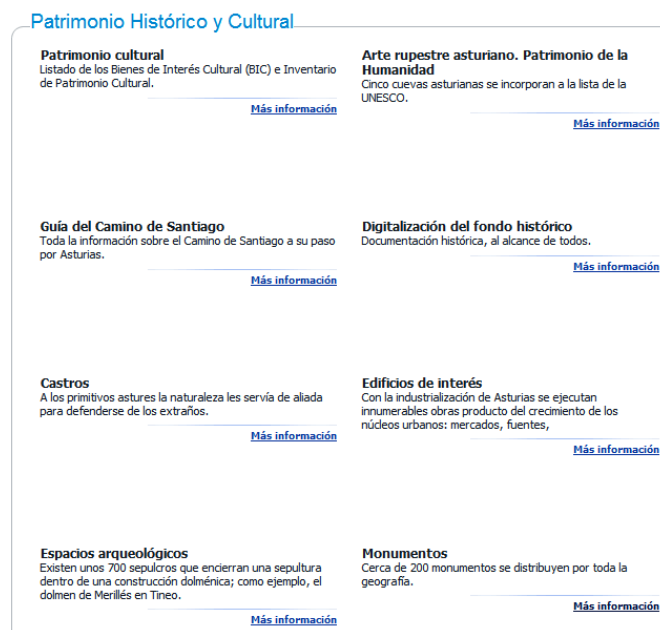 Patrimonio Histórico y Cultural
Patrimonio cultural
Listado de los Bienes de Interés Cultural (BIC) e Inventario
de Patrimonio Cultural.
Más información
Arte rupestre asturiano. Patrimonio de la
Humanidad
Cinco cuevas asturianas se incorporan a la lista de la
UNESCO.
Más información
Guía del Camino de Santiago
Toda la información sobre el Camino de Santiago a su paso
por Asturias.
Más información
Digitalización del fondo histórico
Documentación histórica, al alcance de todos.
Más información
Castros
A los primitivos astures la naturaleza les servía de aliada
para defenderse de los extraños.
Más información
Edificios de interés
Con la industrialización de Asturias se ejecutan
innumerables obras producto del crecimiento de los
núcleos urbanos: mercados, fuentes,
Más información
Espacios arqueológicos
Existen unos 700 sepulcros que encierran una sepultura
dentro de una construcción dolménica; como ejemplo, el
dolmen de Merillés en Tineo.
Más información
Monumentos
Cerca de 200 monumentos se distribuyen por toda la
geografía.
Más información